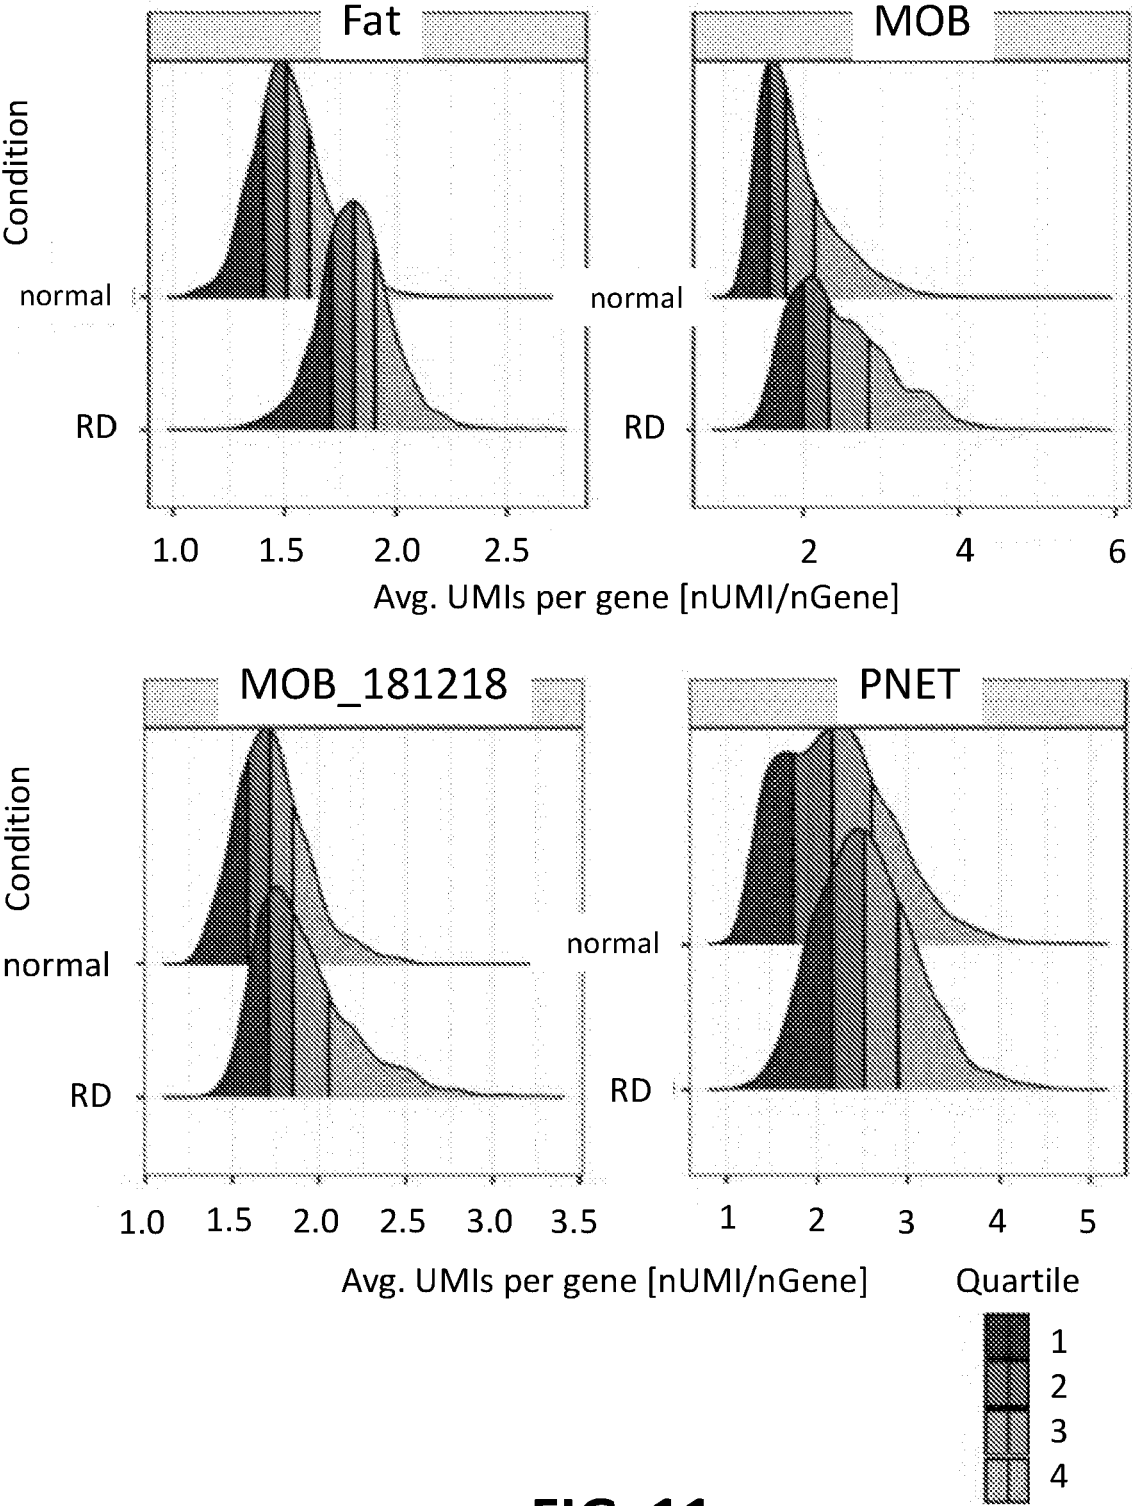 Fat
MOB
Condition
normal
normal
RD
RD
1.0 1.5 2.0 2.5
2 4 6
Avg. UMIs per gene [nUMI/nGene]
MOB_181218
PNET
Condition
normal
normal
RD
RD
1.0 1.5 2.0 2.5 3.0 3.5
1 2 3 4 5
Avg. UMIs per gene [nUMI/nGene]
Quartile
1
2
3
4
FIG. 11